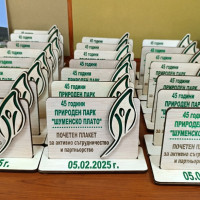 45 години
ПРИРОДЕН ПАРК
"ШУМЕНСКО ПЛАТО"
ПОЧЕТЕН ПЛАКЕТ
за активно сътрудничество
и партньорство
05.02.2025 г.